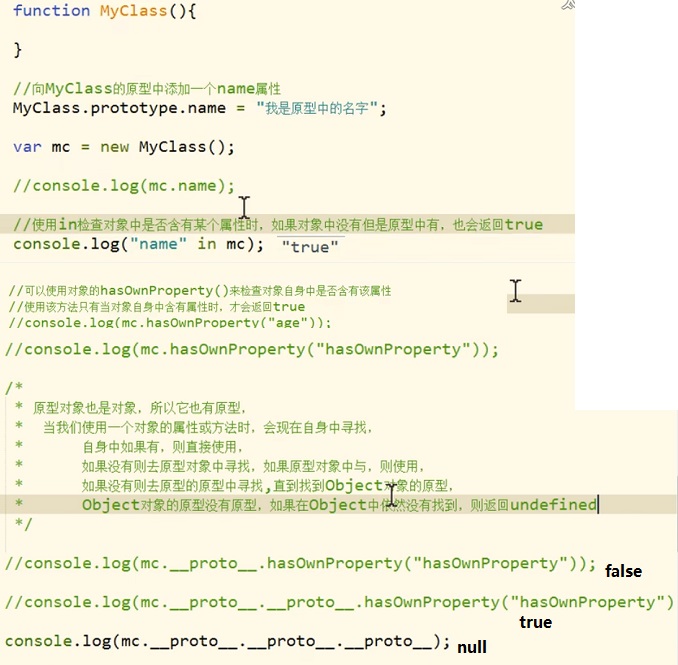 function MyClass(){
}
//向MyClass的原型中添加一个name属性
MyClass.prototype.name = "我是原型中的名字";
var mc = new MyClass();
//console.log(mc.name);
//使用in检查对象中是否含有某个属性时，如果对象中没有但是原型中有，也会返回true
console.log("name" in mc); "true"
//可以使用对象的hasOwnProperty()来检查对象自身中是否含有该属性
//使用该方法只有当对象自身中含有属性时，才会返回true
//console.log(mc.hasOwnProperty("age"));
//console.log(mc.hasOwnProperty("hasOwnProperty"));
/*
* 原型对象也是对象，所以它也有原型，
* 当我们使用一个对象的属性或方法时，会现在自身中寻找，
* 自身中如果有，则直接使用，
* 如果没有则去原型对象中寻找，如果原型对象中与，则使用，
* 如果没有则去原型的原型中寻找,直到找到Object对象的原型，
* Object对象的原型没有原型，如果在Object中依然没有找到，则返回undefined
*/
//console.log(mc.__proto__.hasOwnProperty("hasOwnProperty")); false
//console.log(mc.__proto__.__proto__.hasOwnProperty("hasOwnProperty")
true
console.log(mc.__proto__.__proto__.__proto__); null